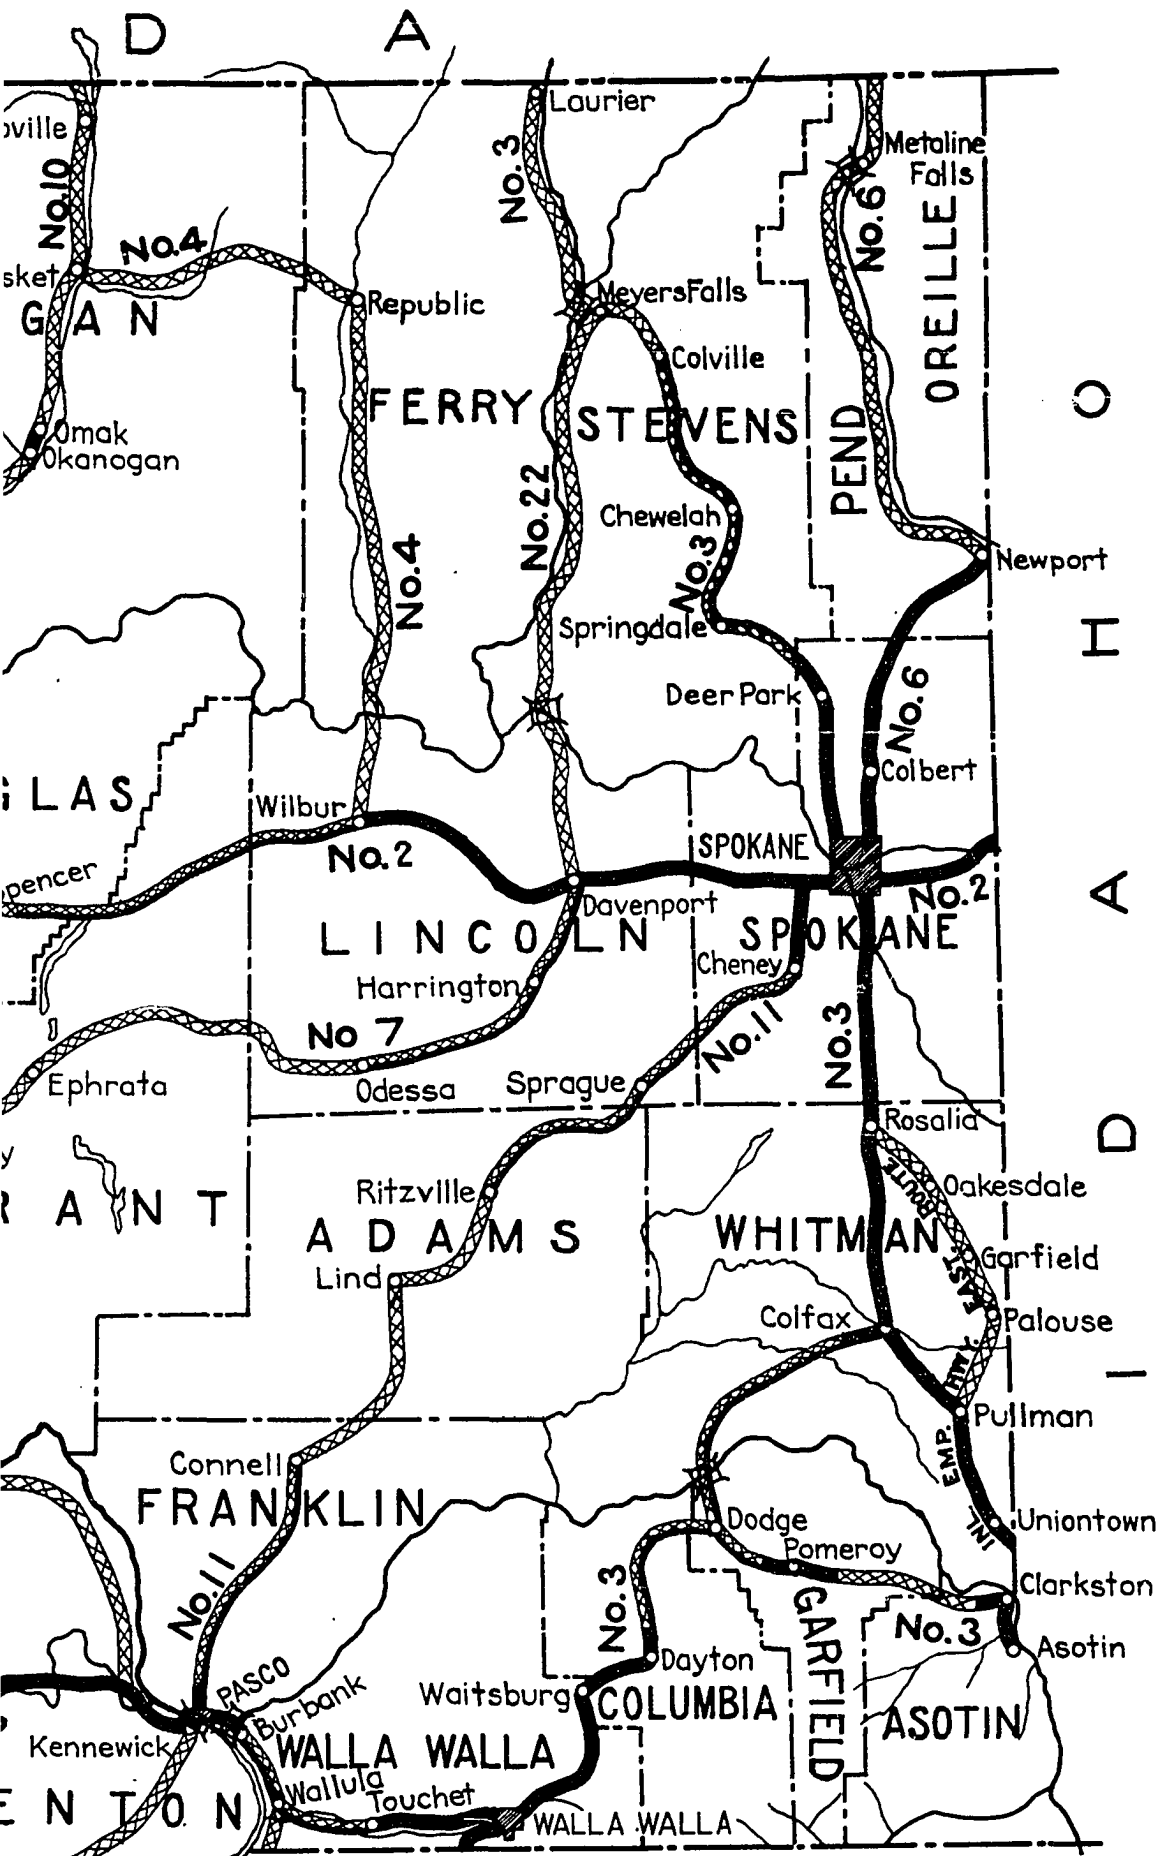 D A
Laurier
oville
No.10
No. 3
Metaline
Falls
No.6
OREILLE
No.4
sket
Republic
Meyers Falls
GAN
Colville
FERRY
STEVENS
PEND
O
Omak
Okanogan
No.22
Chewelah
No.4
No.3
Newport
Springdale
H
Deer Park
No.6
Colbert
GLAS
Wilbur
No.2
SPOKANE
pencer
No.2
A
Davenport
LINCOLN
SPOKANE
Cheney
Harrington
No 7
No.11
No.3
Ephrata
Odessa
Sprague
Rosalia
D
y
ROUTE
Oakesdale
Ritzville
RANT
ADAMS
WHITMAN
Garfield
EAST.
Lind
Colfax
Palouse
HWY.
I
Pullman
EMP.
Connell
FRANKLIN
Dodge
Uniontown
INL.
Pomeroy
Clarkston
No.11
No.3
GARFIELD
No.3
Asotin
Dayton
PASCO
Waitsburg
COLUMBIA
Burbank
ASOTIN
Kennewick
WALLA WALLA
Wallula
Touchet
ENTON
WALLA WALLA